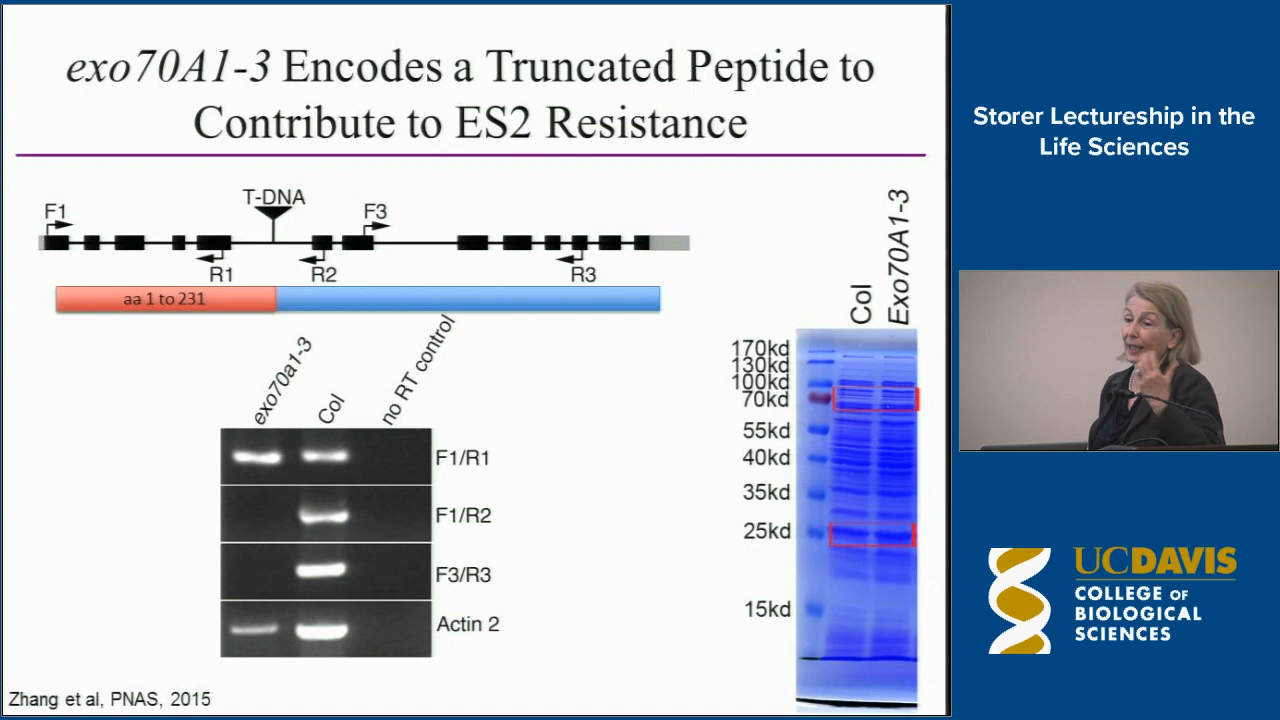 exo70A1-3 Encodes a Truncated Peptide to
Contribute to ES2 Resistance
T-DNA
F1
F3
R1
R2
R3
aa 1 to 231
exo70a1-3
Col
no RT control
F1/R1
F1/R2
F3/R3
Actin 2
Col
Exo70A1-3
170kd
130kd
100kd
70kd
55kd
40kd
35kd
25kd
15kd
Zhang et al, PNAS, 2015
Storer Lectureship in the
Life Sciences
UCDAVIS
COLLEGE OF
BIOLOGICAL
SCIENCES